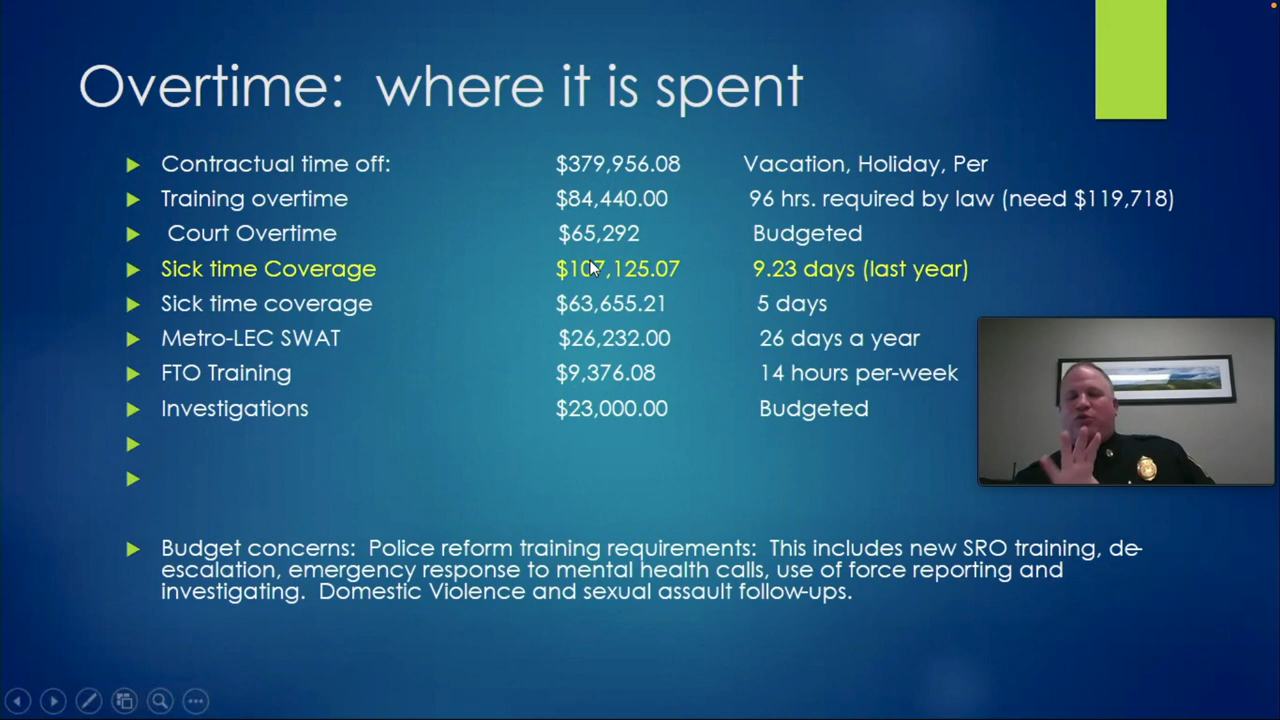 Overtime: where it is spent
Contractual time off: $379,956.08 Vacation, Holiday, Per
Training overtime $84,440.00 96 hrs. required by law (need $119,718)
Court Overtime $65,292 Budgeted
Sick time Coverage $107,125.07 9.23 days (last year)
Sick time coverage $63,655.21 5 days
Metro-LEC SWAT $26,232.00 26 days a year
FTO Training $9,376.08 14 hours per-week
Investigations $23,000.00 Budgeted
Budget concerns: Police reform training requirements: This includes new SRO training, de-
escalation, emergency response to mental health calls, use of force reporting and
investigating. Domestic Violence and sexual assault follow-ups.